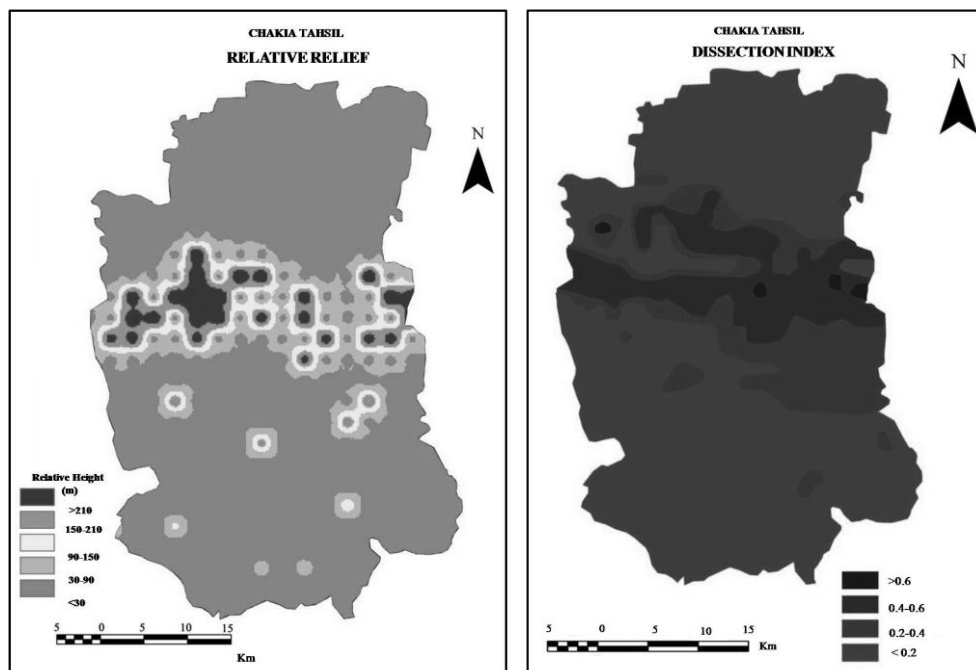 CHAKIA TAHSIL
RELATIVE RELIEF
N
Relative Height
(m)
>210
150-210
90-150
30-90
<30
5 0 5 10 15
Km
CHAKIA TAHSIL
DISSECTION INDEX
N
>0.6
0.4-0.6
0.2-0.4
<0.2
5 0 5 10 15
Km